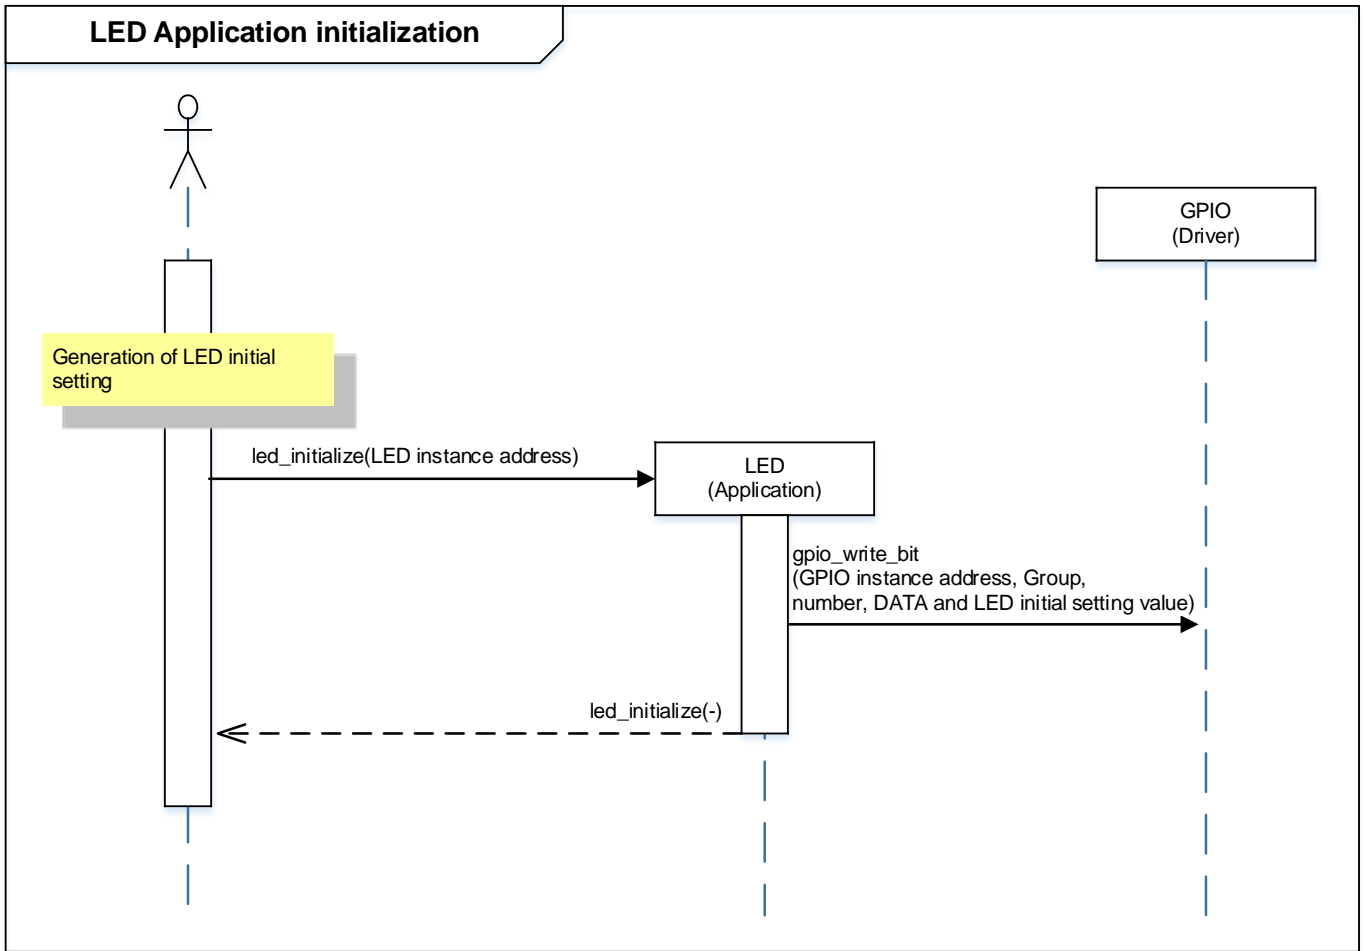 LED Application initialization
GPIO
(Driver)
Generation of LED initial
setting
led_initialize(LED instance address)
LED
(Application)
gpio_write_bit
(GPIO instance address, Group,
number, DATA and LED initial setting value)
led_initialize(-)